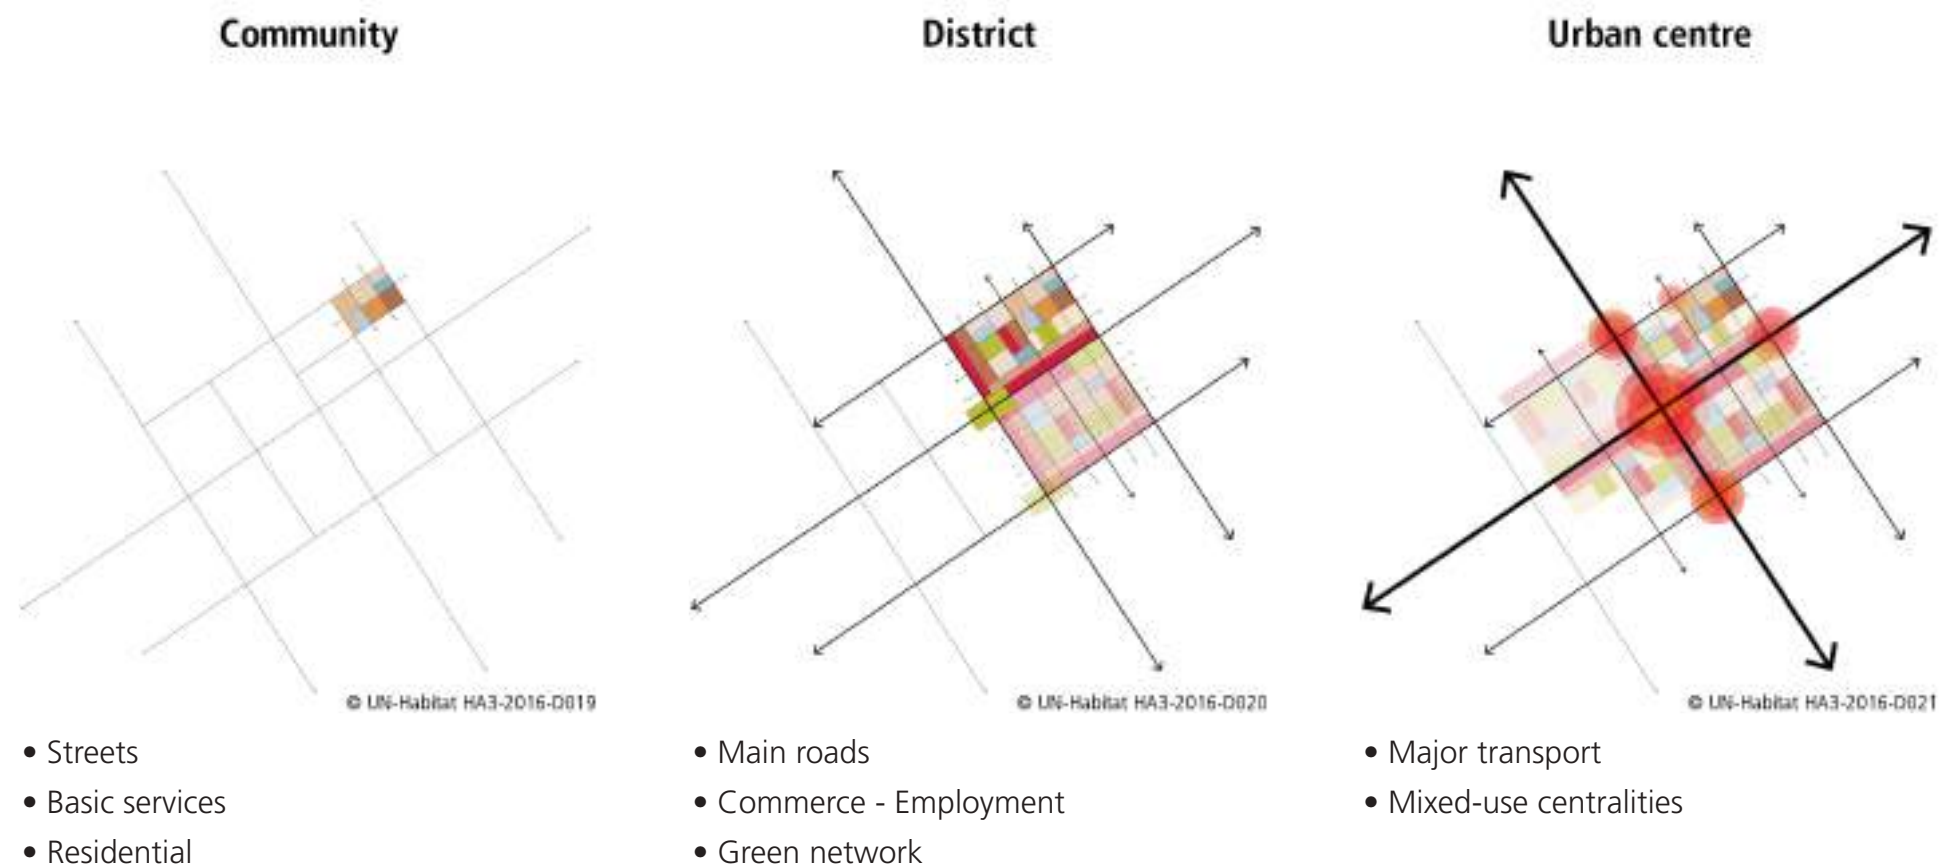 Community
District
Urban centre
© UN-Habitat HA3-2016-D019
© UN-Habitat HA3-2016-D020
© UN-Habitat HA3-2016-D021
• Streets
• Basic services
• Residential
• Main roads
• Commerce - Employment
• Green network
• Major transport
• Mixed-use centralities